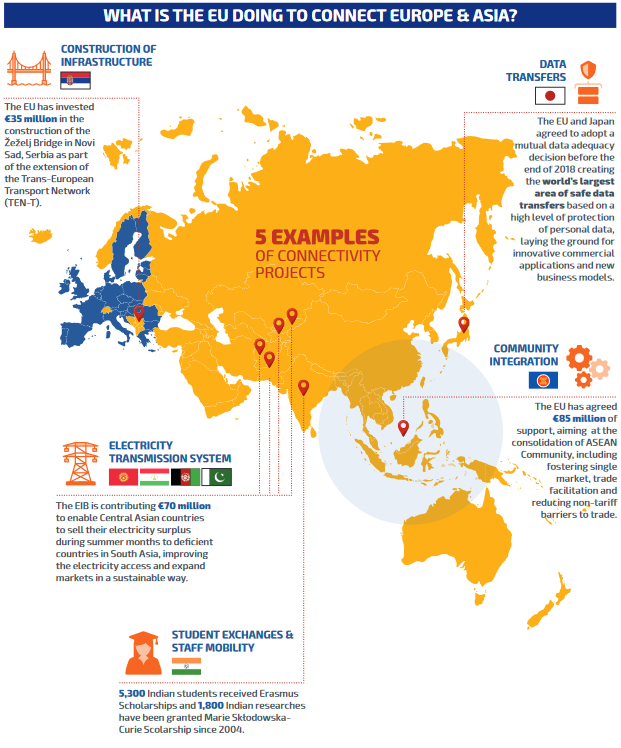 WHAT IS THE EU DOING TO CONNECT EUROPE & ASIA?
CONSTRUCTION OF
INFRASTRUCTURE
The EU has invested
€35 million in the
construction of the
Žeželj Bridge in Novi
Sad, Serbia as part
of the extension of
the Trans-European
Transport Network
(TEN-T).
DATA
TRANSFERS
The EU and Japan
agreed to adopt a
mutual data adequacy
decision before the
end of 2018 creating
the world's largest
area of safe data
transfers based on a
high level of protection
of personal data,
laying the ground for
innovative commercial
applications and new
business models.
5 EXAMPLES
OF CONNECTIVITY
PROJECTS
COMMUNITY
INTEGRATION
The EU has agreed
€85 million of
support, aiming at the
consolidation of ASEAN
Community, including
fostering single
market, trade
facilitation and
reducing non-tariff
barriers to trade.
ELECTRICITY
TRANSMISSION SYSTEM
The EIB is contributing €70 million
to enable Central Asian countries
to sell their electricity surplus
during summer months to deficient
countries in South Asia, improving
the electricity access and expand
markets in a sustainable way.
STUDENT EXCHANGES &
STAFF MOBILITY
5,300 Indian students received Erasmus
Scholarships and 1,800 Indian researches
have been granted Marie Skłodowska-
Curie Scolarship since 2004.